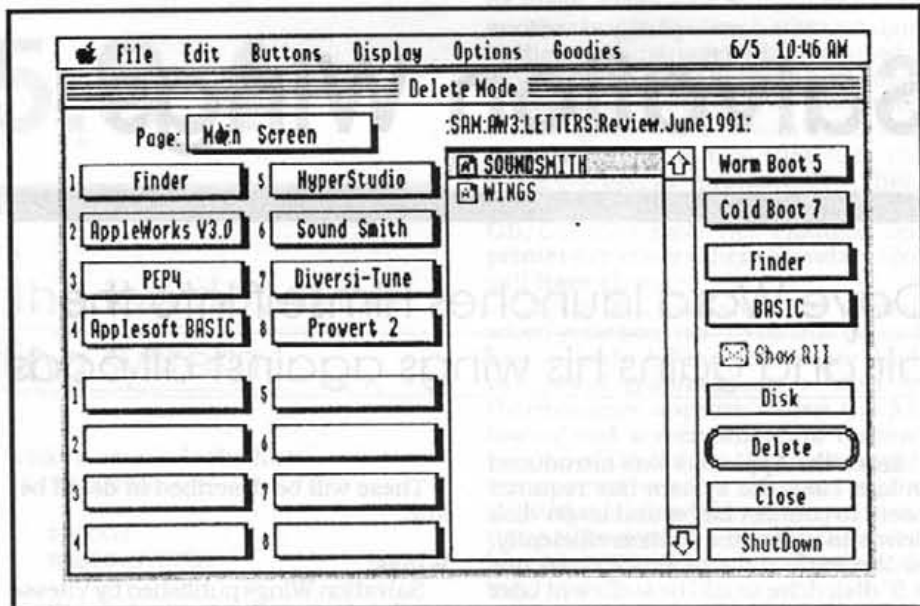 File Edit Buttons Display Options Goodies 6/5 10:46 AM
Delete Mode
Page: Main Screen
:SAM:AW3:LETTERS:Review.June1991:
1 Finder
5 HyperStudio
2 AppleWorks V3.0
6 Sound Smith
3 PEP4
7 Diversi-Tune
4 Applesoft BASIC
8 Provert 2
1
5
2
6
3
7
4
8
SOUNDSMITH
WINGS
Warm Boot 5
Cold Boot 7
Finder
BASIC
Show All
Disk
Delete
Close
ShutDown